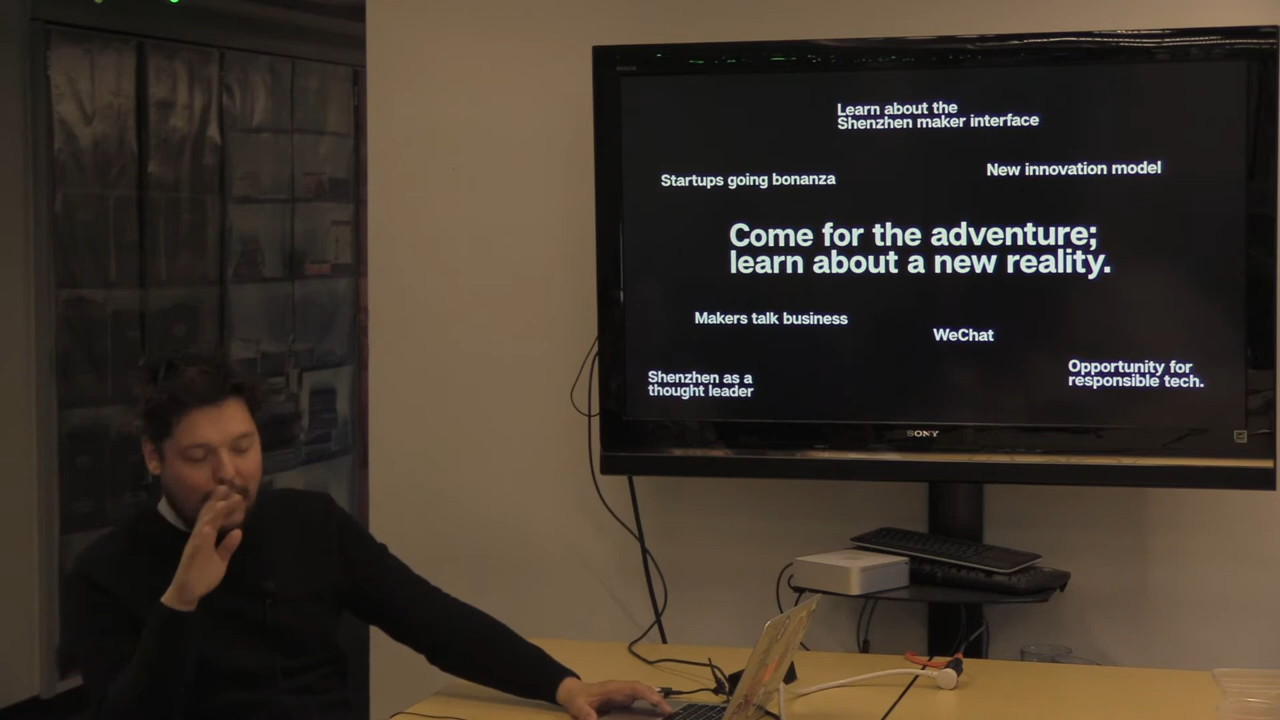 Learn about the
Shenzhen maker interface
New innovation model
Startups going bonanza
Come for the adventure;
learn about a new reality.
Makers talk business
WeChat
Opportunity for
responsible tech.
Shenzhen as a
thought leader
SONY